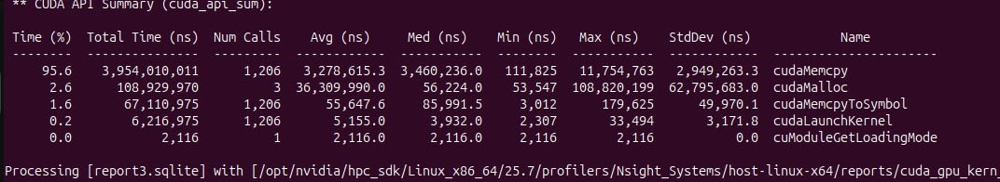 ** CUDA API Summary (cuda_api_sum):
Time (%)  Total Time (ns)  Num Calls    Avg (ns)     Med (ns)    Min (ns)   Max (ns)    StdDev (ns)           Name
--------  ---------------  ---------  ------------  -----------  --------  -----------  ------------  ---------------------
95.6    3,954,010,011      1,206   3,278,615.3  3,460,236.0   111,825   11,754,763   2,949,263.3  cudaMemcpy
2.6      108,929,970          3  36,309,990.0     56,224.0    53,547  108,820,199  62,795,683.0  cudaMalloc
1.6       67,110,975      1,206      55,647.6     85,991.5     3,012      179,625      49,970.1  cudaMemcpyToSymbol
0.2        6,216,975      1,206       5,155.0      3,932.0     2,307       33,494       3,171.8  cudaLaunchKernel
0.0            2,116          1       2,116.0      2,116.0     2,116        2,116           0.0  cuModuleGetLoadingMode
Processing [report3.sqlite] with [/opt/nvidia/hpc_sdk/Linux_x86_64/25.7/profilers/Nsight_Systems/host-linux-x64/reports/cuda_gpu_kern_